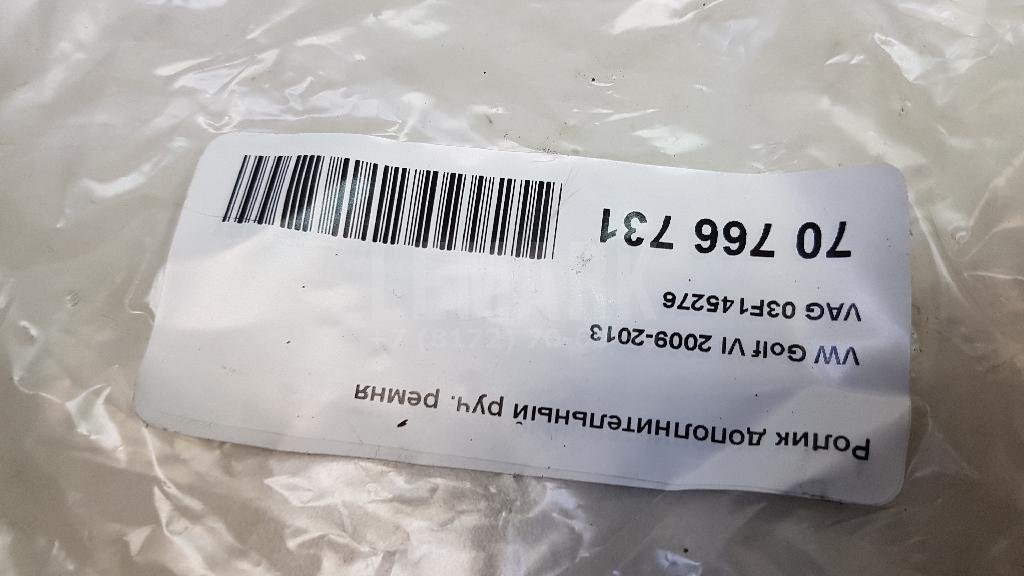 Ролик дополнительный руч. ремня
VW Golf VI 2009-2013
VAG 03F145276
70 766 731